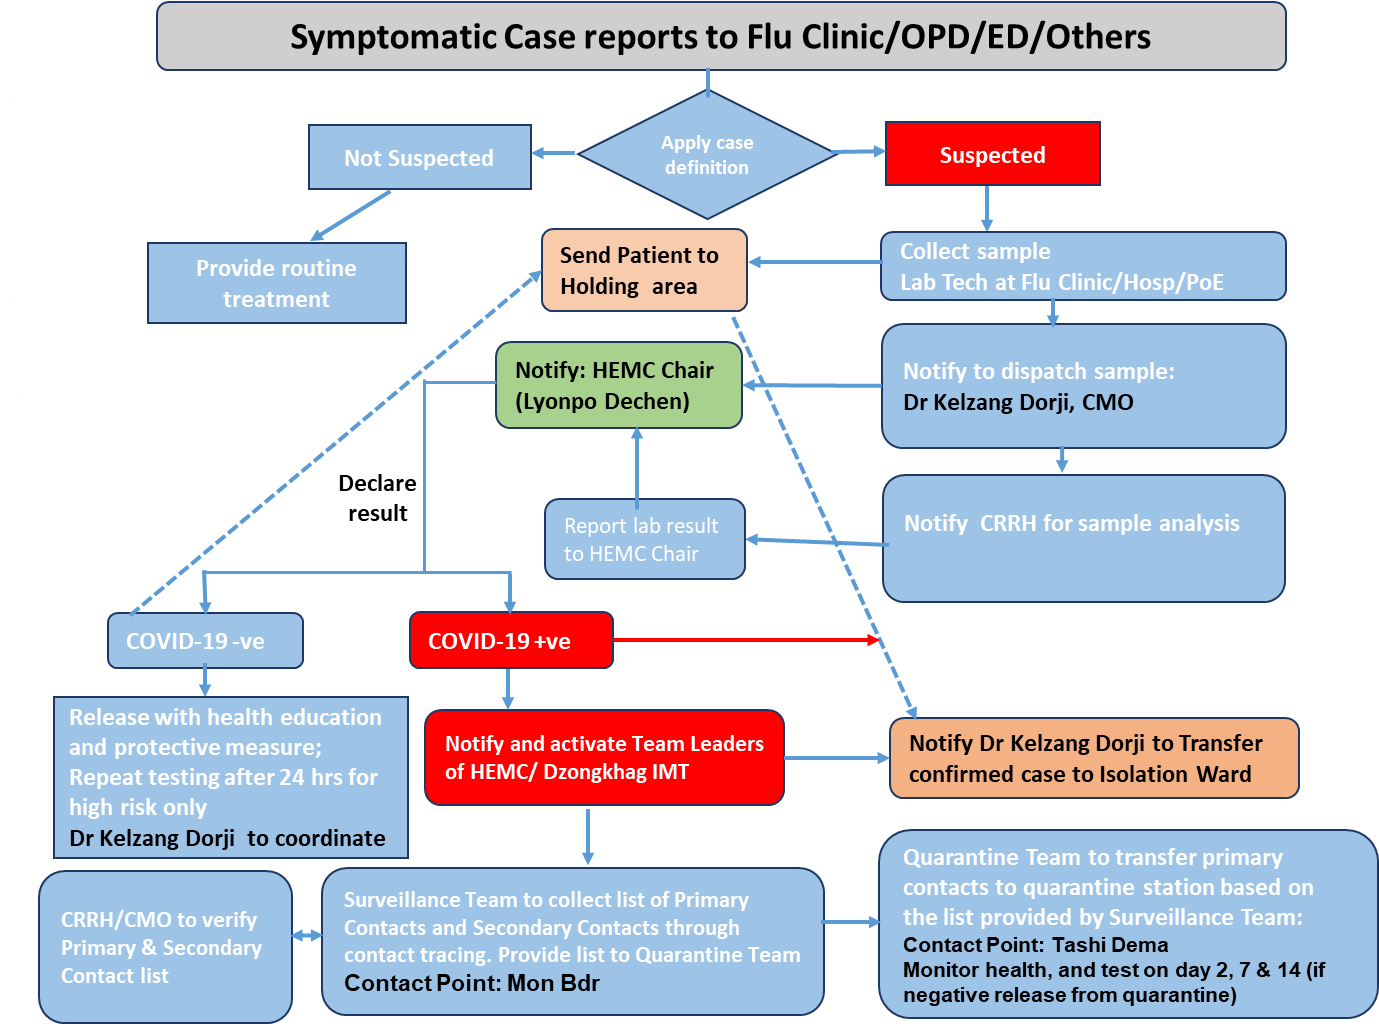 Symptomatic Case reports to Flu Clinic/OPD/ED/Others
Apply case
definition
Not Suspected
Suspected
Provide routine
treatment
Send Patient to
Holding area
Collect sample
Lab Tech at Flu Clinic/Hosp/PoE
Notify: HEMC Chair
(Lyonpo Dechen)
Notify to dispatch sample:
Dr Kelzang Dorji, CMO
Declare
result
Report lab result
to HEMC Chair
Notify CRRH for sample analysis
COVID-19 -ve
COVID-19 +ve
Release with health education
and protective measure;
Repeat testing after 24 hrs for
high risk only
Dr Kelzang Dorji to coordinate
Notify and activate Team Leaders
of HEMC/ Dzongkhag IMT
Notify Dr Kelzang Dorji to Transfer
confirmed case to Isolation Ward
CRRH/CMO to verify
Primary & Secondary
Contact list
Surveillance Team to collect list of Primary
Contacts and Secondary Contacts through
contact tracing. Provide list to Quarantine Team
Contact Point: Mon Bdr
Quarantine Team to transfer primary
contacts to quarantine station based on
the list provided by Surveillance Team:
Contact Point: Tashi Dema
Monitor health, and test on day 2, 7 & 14 (if
negative release from quarantine)